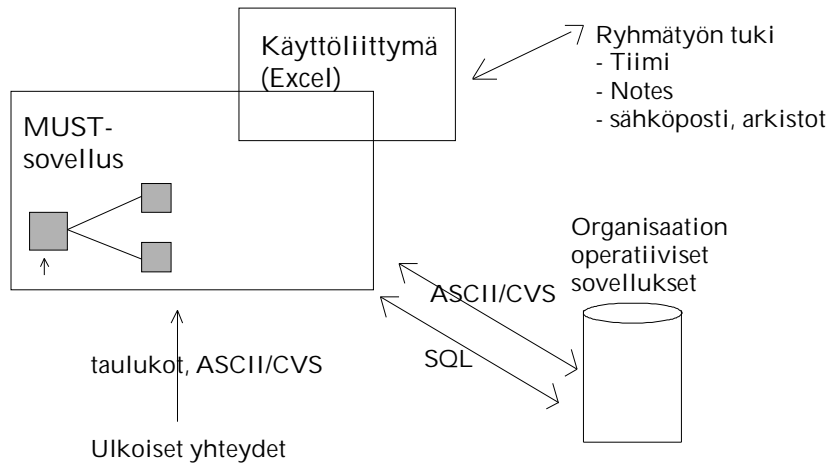 Käyttöliittymä
(Excel)
Ryhmätyön tuki
- Tiimi
- Notes
- sähköposti, arkistot
MUST-
sovellus
Organisaation
operatiiviset
sovellukset
ASCII/CVS
SQL
taulukot, ASCII/CVS
Ulkoiset yhteydet